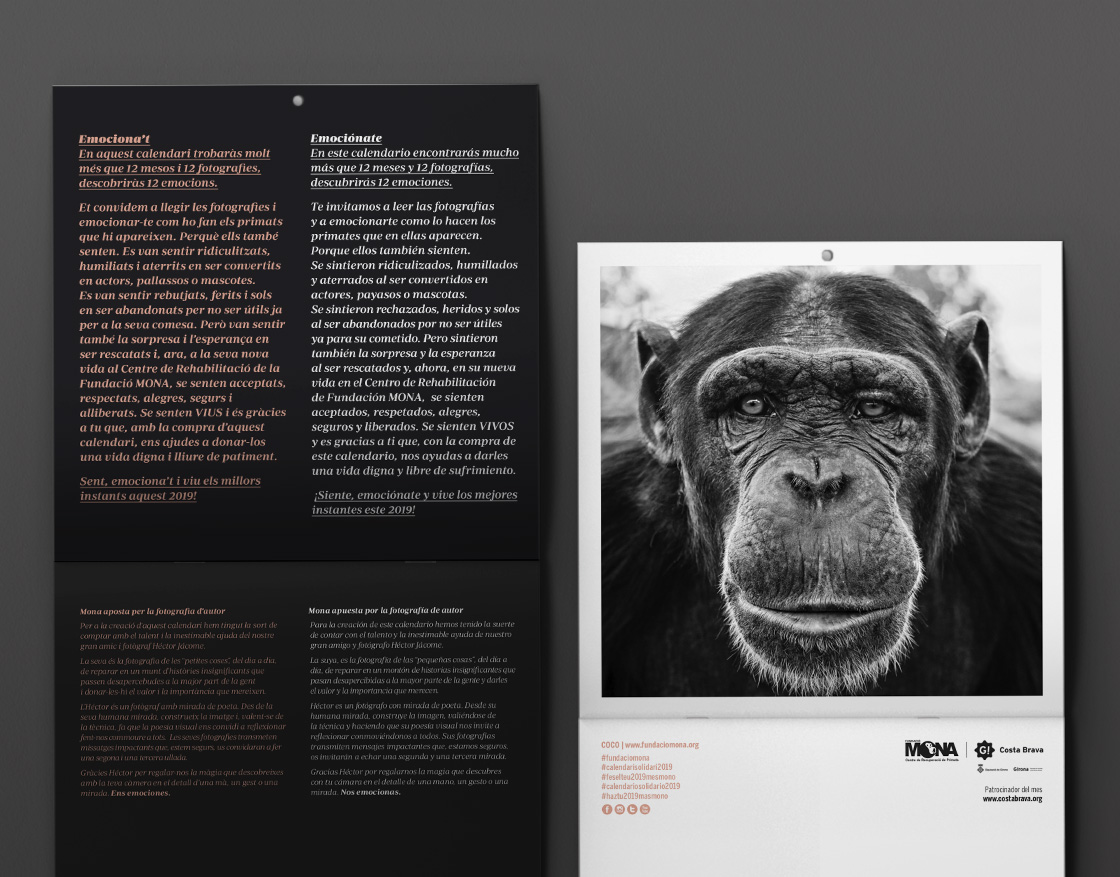 Emociona't
En aquest calendari trobaràs molt
més que 12 mesos i 12 fotografies,
descobriràs 12 emocions.
Et convidem a llegir les fotografies i
emocionar-te com ho fan els primats
que hi apareixen. Perquè ells també
senten. Es van sentir ridiculitzats,
humiliats i aterrits en ser convertits
en actors, pallassos o mascotes.
Es van sentir rebutjats, ferits i sols
en ser abandonats per no ser útils ja
per a la seva comesa. Però van sentir
també la sorpresa i l'esperança en
ser rescatats i, ara, a la seva nova
vida al Centre de Rehabilitació de la
Fundació MONA, se senten acceptats,
respectats, alegres, segurs i
alliberats. Se senten VIUS i és gràcies
a tu que, amb la compra d'aquest
calendari, ens ajudes a donar-los
una vida digna i lliure de patiment.
Sent, emociona't i viu els millors
instants aquest 2019!
Emociónate
En este calendario encontrarás mucho
más que 12 meses y 12 fotografías,
descubrirás 12 emociones.
Te invitamos a leer las fotografías
y a emocionarte como lo hacen los
primates que en ellas aparecen.
Porque ellos también sienten.
Se sintieron ridiculizados, humillados
y aterrados al ser convertidos en
actores, payasos o mascotas.
Se sintieron rechazados, heridos y solos
al ser abandonados por no ser útiles
ya para su cometido. Pero sintieron
también la sorpresa y la esperanza
al ser rescatados y, ahora, en su nueva
vida en el Centro de Rehabilitación
de Fundación MONA, se sienten
aceptados, respetados, alegres,
seguros y liberados. Se sienten VIVOS
y es gracias a ti que, con la compra de
este calendario, nos ayudas a darles
una vida digna y libre de sufrimiento.
¡Siente, emociónate y vive los mejores
instantes este 2019!
Mona aposta per la fotografia d'autor
Per a la creació d'aquest calendari hem tingut la sort de
comptar amb el talent i la inestimable ajuda del nostre
gran amic i fotògraf Héctor Jácome.
La seva és la fotografia de les "petites coses", del dia a dia,
de reparar en un munt d'històries insignificants que
passen desapercebudes a la major part de la gent
i donar-les-hi el valor i la importància que mereixen.
L'Héctor es un fotògraf amb mirada de poeta. Des de la
seva humana mirada, construeix la imatge i, valent-se de
la tècnica, fa que la poesia visual ens convidi a reflexionar
fent-nos commoure a tots. Les seves fotografies transmeten
missatges impactants que, estem segurs, us convidaran a fer
una segona i una tercera ullada.
Gràcies Héctor per regalar-nos la màgia que descobreixes
amb la teva càmera en el detall d'una mà, un gest o una
mirada. Ens emociones.
Mona apuesta por la fotografía de autor
Para la creación de este calendario hemos tenido la suerte
de contar con el talento y la inestimable ayuda de nuestro
gran amigo y fotógrafo Héctor Jácome.
La suya, es la fotografía de las "pequeñas cosas", del día a
día, de reparar en un montón de historias insignificantes que
pasan desapercibidas a la mayor parte de la gente y darles
el valor y la importancia que merecen.
Héctor es un fotógrafo con mirada de poeta. Desde su
humana mirada, construye la imagen, valiéndose de
la técnica y haciendo que su poesía visual nos invite a
reflexionar conmoviéndonos a todos. Sus fotografías
transmiten mensajes impactantes que, estamos seguros,
os invitarán a echar una segunda y una tercera mirada.
Gracias Héctor por regalarnos la magia que descubres
con tu cámara en el detalle de una mano, un gesto o una
mirada. Nos emocionas.
COCO | www.fundaciomona.org
#fundaciomona
#calendarisolidari2019
#feselteu2019mesmono
#calendariosolidario2019
#haztu2019masmono
FUNDACIÓ
MONA
Centre de Recuperació de Primats
GI
Costa Brava
Diputació de Girona
Girona
Patrocinador del mes
www.costabrava.org